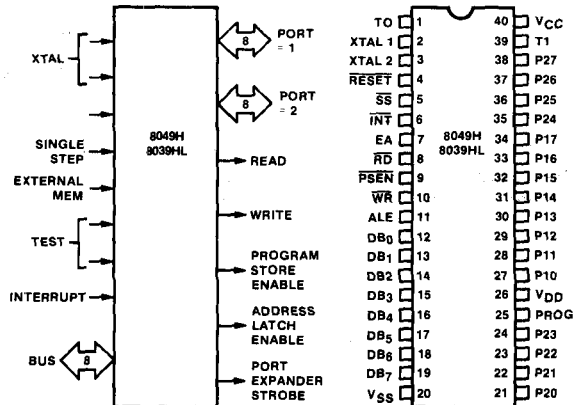 XTAL
SINGLE
STEP
EXTERNAL
MEM
TEST
INTERRUPT
BUS
8
8049H
8039HL
8
PORT
= 1
8
PORT
= 2
READ
WRITE
PROGRAM
STORE
ENABLE
ADDRESS
LATCH
ENABLE
PORT
EXPANDER
STROBE
8049H
8039HL
TO 1 40 VCC
XTAL 1 2 39 T1
XTAL 2 3 38 P27
RESET 4 37 P26
SS 5 36 P25
INT 6 35 P24
EA 7 34 P17
RD 8 33 P16
PSEN 9 32 P15
WR 10 31 P14
ALE 11 30 P13
DB0 12 29 P12
DB1 13 28 P11
DB2 14 27 P10
DB3 15 26 VDD
DB4 16 25 PROG
DB5 17 24 P23
DB6 18 23 P22
DB7 19 22 P21
VSS 20 21 P20